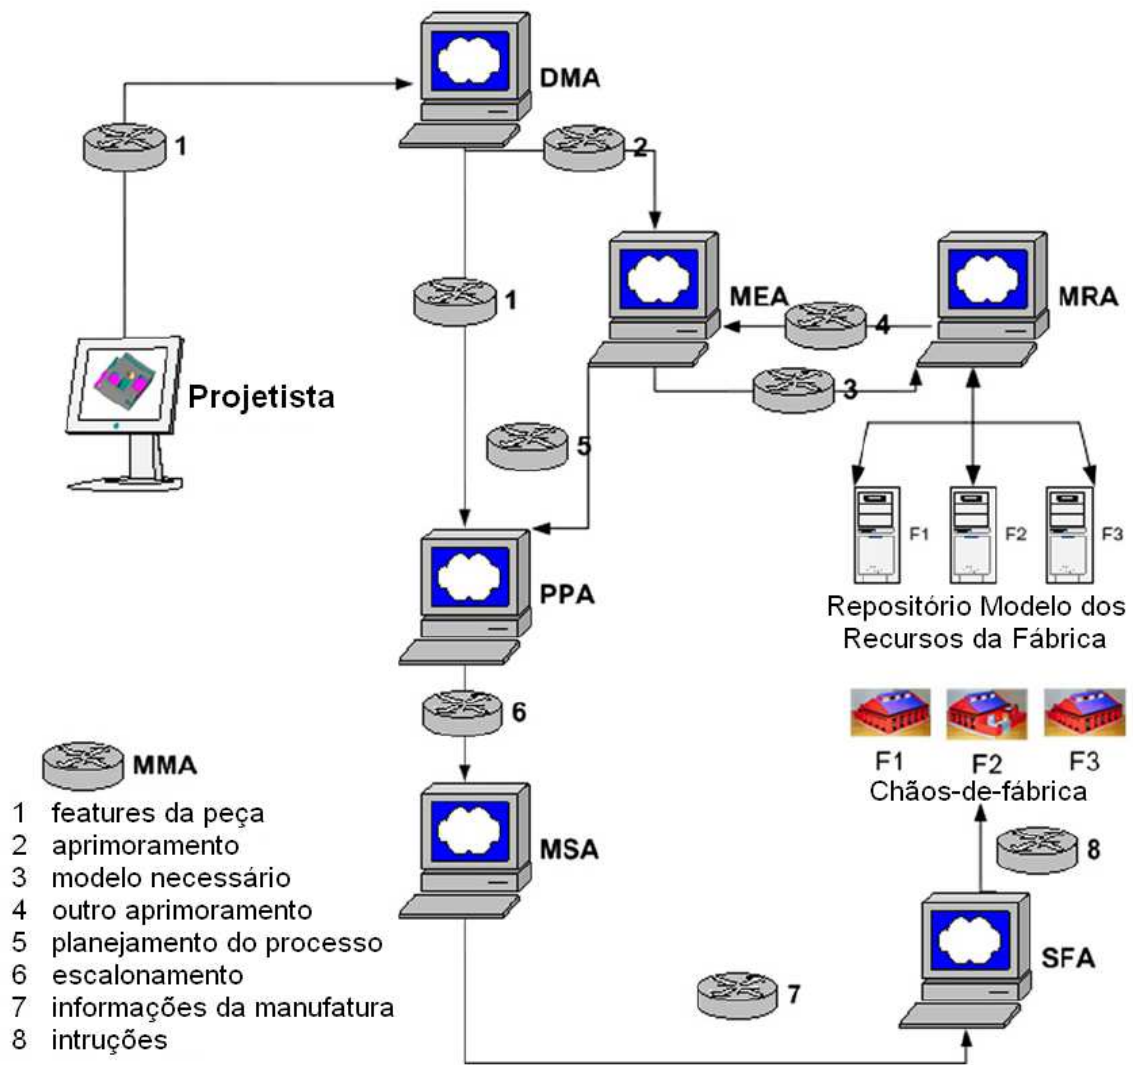 DMA
1
2
MEA
MRA
1
4
3
Projetista
5
F1
F2
F3
PPA
Repositório Modelo dos
Recursos da Fábrica
6
MMA
F1
F2
F3
Chãos-de-fábrica
1 features da peça
2 aprimoramento
3 modelo necessário
4 outro aprimoramento
5 planejamento do processo
6 escalonamento
7 informações da manufatura
8 intruções
MSA
8
SFA
7